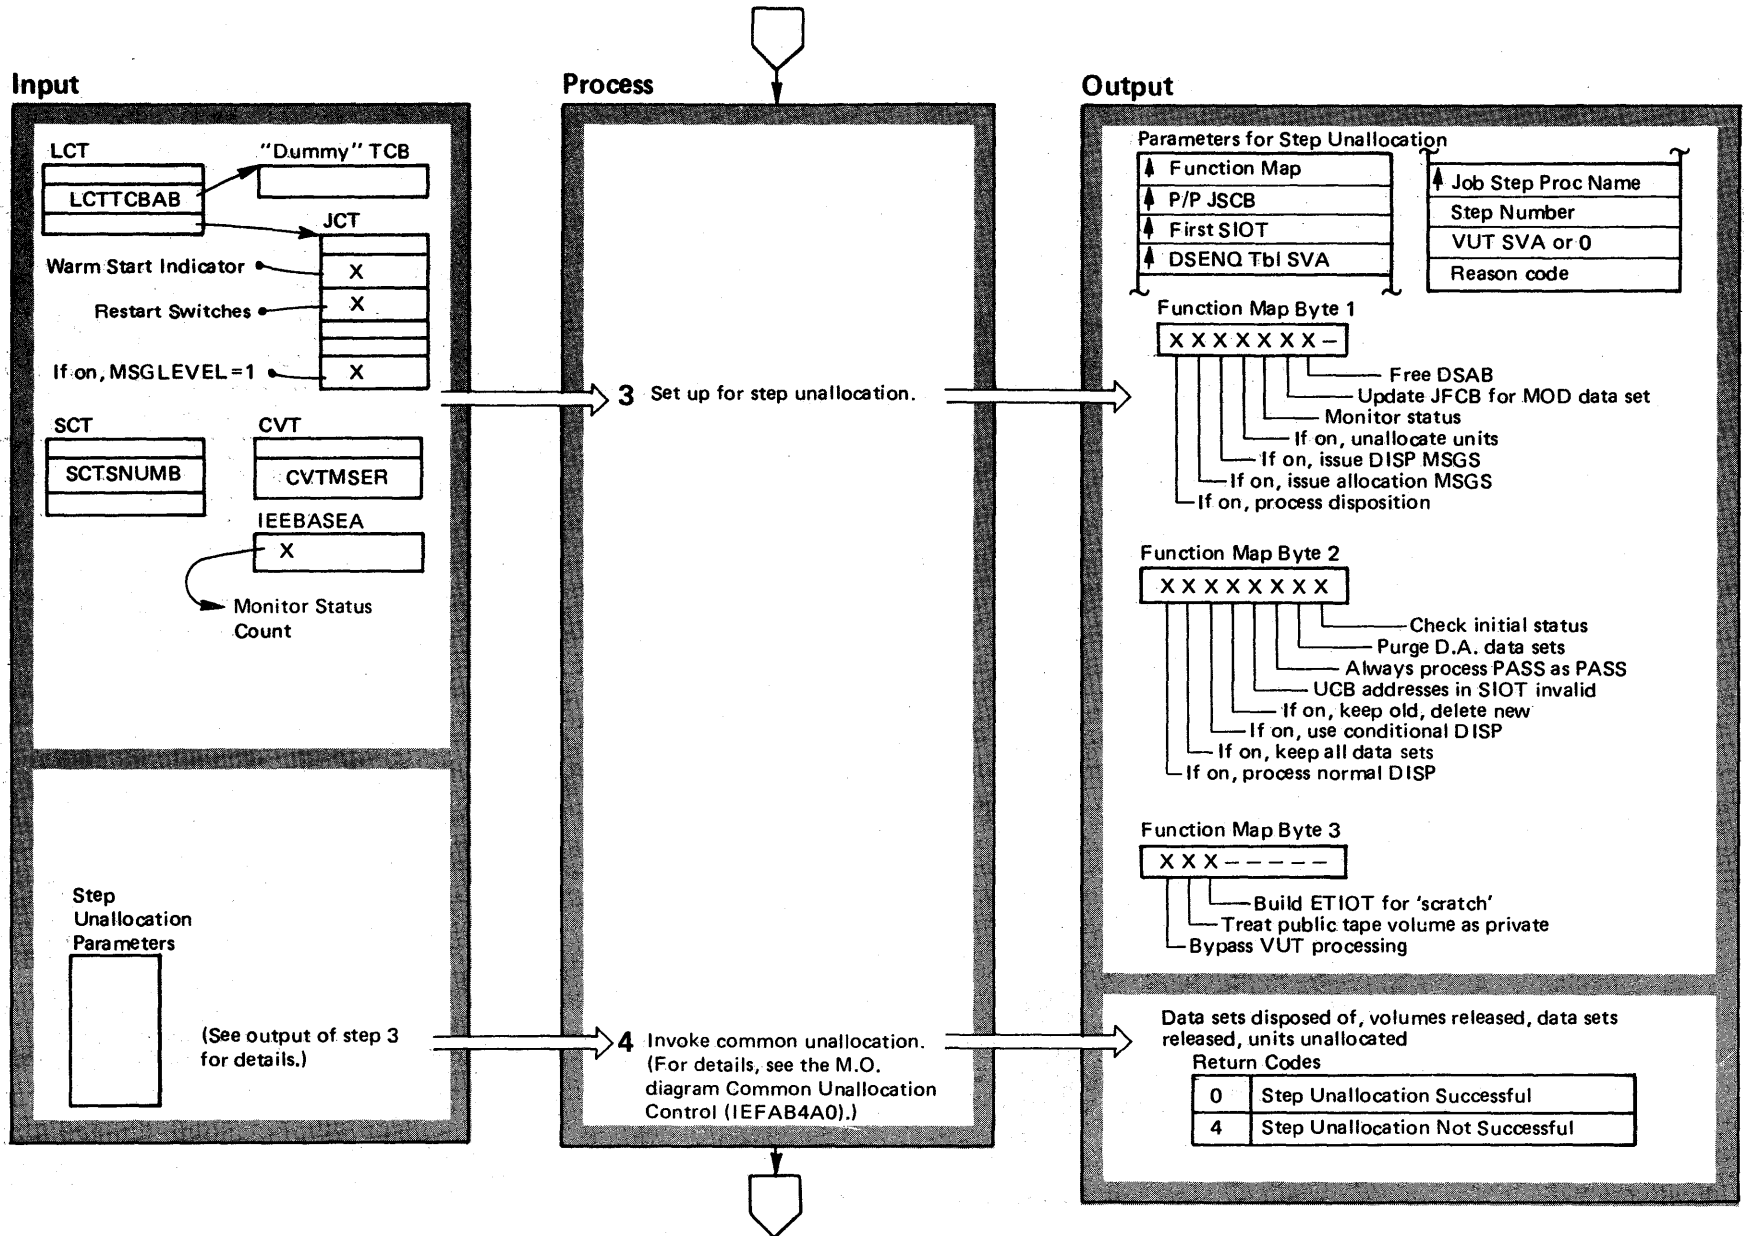 Input
LCT
"Dummy" TCB
LCTTCBAB
JCT
Warm Start Indicator
X
Restart Switches
X
If on, MSGLEVEL=1
X
SCT
SCTSNUMB
CVT
CVTMSER
IEEBASEA
X
Monitor Status
Count
Step
Unallocation
Parameters
(See output of step 3
for details.)
Process
3 Set up for step unallocation.
4 Invoke common unallocation.
(For details, see the M.O.
diagram Common Unallocation
Control (IEFAB4A0).)
Output
Parameters for Step Unallocation
Function Map
P/P JSCB
First SIOT
DSENQ Tbl SVA
Job Step Proc Name
Step Number
VUT SVA or 0
Reason code
Function Map Byte 1
X X X X X X X –
Free DSAB
Update JFCB for MOD data set
Monitor status
If on, unallocate units
If on, issue DISP MSGS
If on, issue allocation MSGS
If on, process disposition
Function Map Byte 2
X X X X X X X X
Check initial status
Purge D.A. data sets
Always process PASS as PASS
UCB addresses in SIOT invalid
If on, keep old, delete new
If on, use conditional DISP
If on, keep all data sets
If on, process normal DISP
Function Map Byte 3
X X X – – – – –
Build ETIOT for 'scratch'
Treat public tape volume as private
Bypass VUT processing
Data sets disposed of, volumes released, data sets
released, units unallocated
Return Codes
0 Step Unallocation Successful
4 Step Unallocation Not Successful